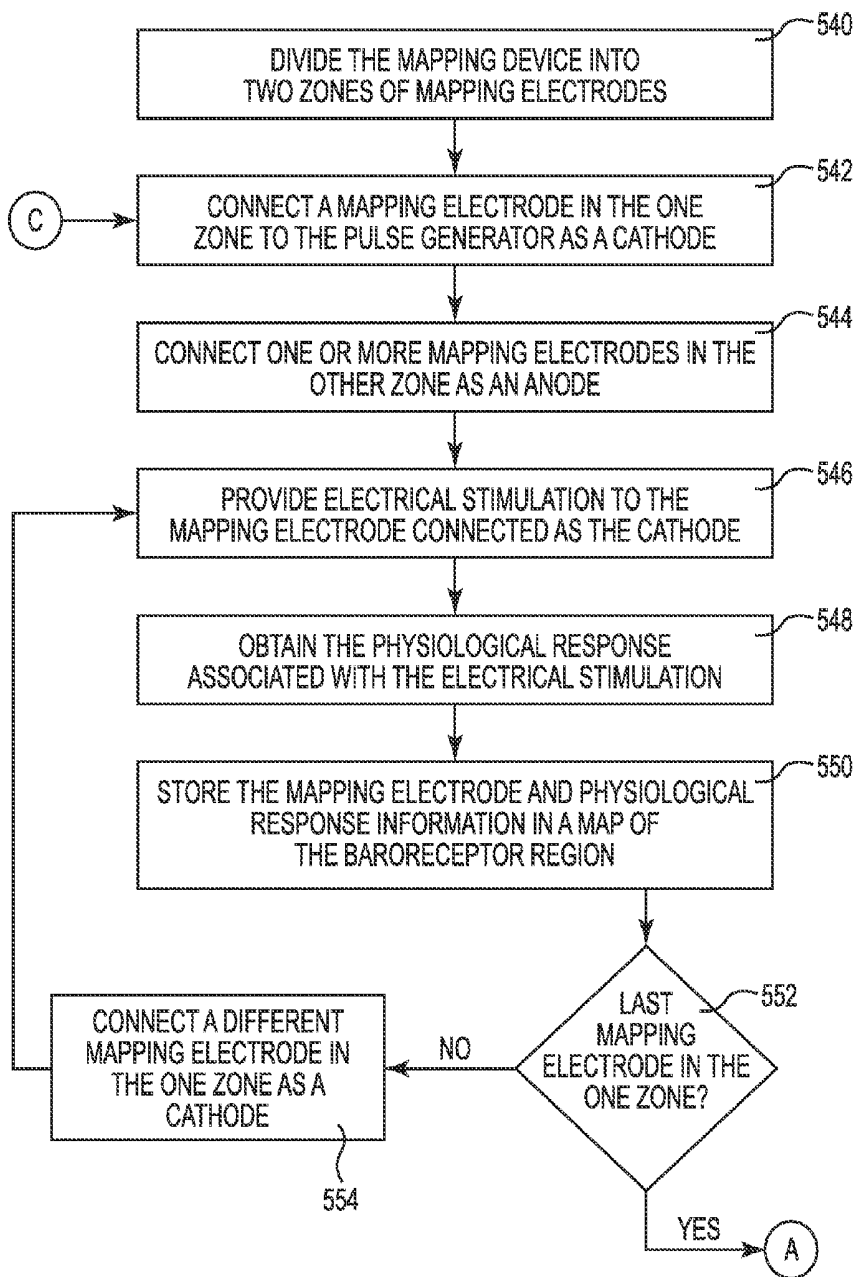 540
DIVIDE THE MAPPING DEVICE INTO
TWO ZONES OF MAPPING ELECTRODES
542
C
CONNECT A MAPPING ELECTRODE IN THE ONE
ZONE TO THE PULSE GENERATOR AS A CATHODE
544
CONNECT ONE OR MORE MAPPING ELECTRODES IN THE
OTHER ZONE AS AN ANODE
546
PROVIDE ELECTRICAL STIMULATION TO THE
MAPPING ELECTRODE CONNECTED AS THE CATHODE
548
OBTAIN THE PHYSIOLOGICAL RESPONSE
ASSOCIATED WITH THE ELECTRICAL STIMULATION
550
STORE THE MAPPING ELECTRODE AND PHYSIOLOGICAL
RESPONSE INFORMATION IN A MAP OF
THE BARORECEPTOR REGION
552
LAST
MAPPING
ELECTRODE IN THE
ONE ZONE?
NO
CONNECT A DIFFERENT
MAPPING ELECTRODE IN
THE ONE ZONE AS A
CATHODE
554
YES
A